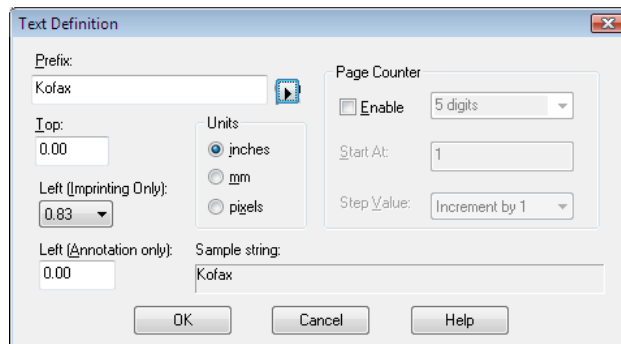 Text Definition
Prefix:
Kofax
Top:
0.00
Left (Imprinting Only):
0.83
Left (Annotation only):
0.00
Units
inches
mm
pixels
Page Counter
Enable
5 digits
Start At:
1
Step Value:
Increment by 1
Sample string:
Kofax
OK
Cancel
Help